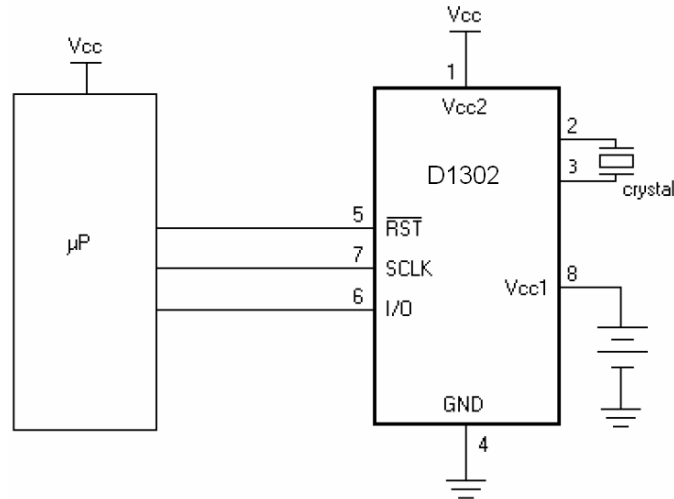 Vcc
Vcc
1
Vcc2
2
D1302
3
crystal
5
RST
μP
7
SCLK
8
Vcc1
6
I/O
GND
4